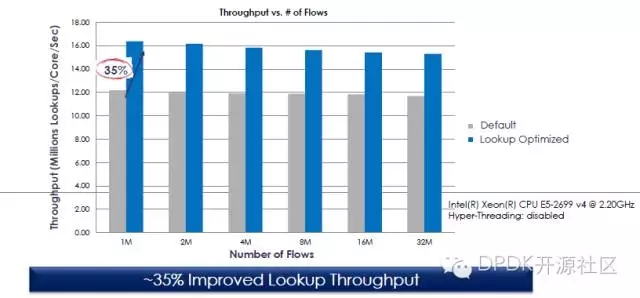 Throughput vs. # of Flows
Throughput (Millions Lookups/Core/Sec)
18.00
16.00
14.00
12.00
10.00
8.00
6.00
4.00
2.00
0.00
35%
1M
2M
4M
8M
16M
32M
Number of Flows
Default
Lookup Optimized
Intel(R) Xeon(R) CPU E5-2699 v4 @ 2.20GHz
Hyper-Threading: disabled
~35% Improved Lookup Throughput
DPDK开源社区